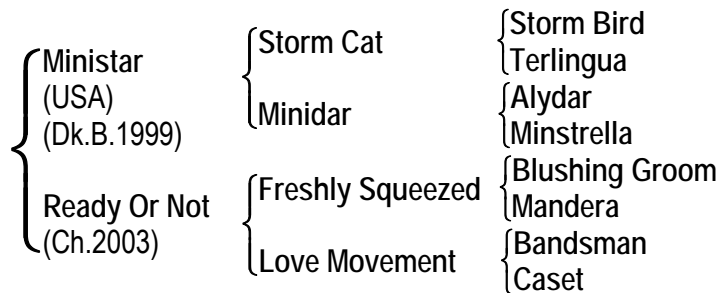 Ministar
(USA)
(Dk.B.1999)
Ready Or Not
(Ch.2003)
Storm Cat
Minidar
Freshly Squeezed
Love Movement
Storm Bird
Terlingua
Alydar
Minstrella
Blushing Groom
Mandera
Bandsman
Caset